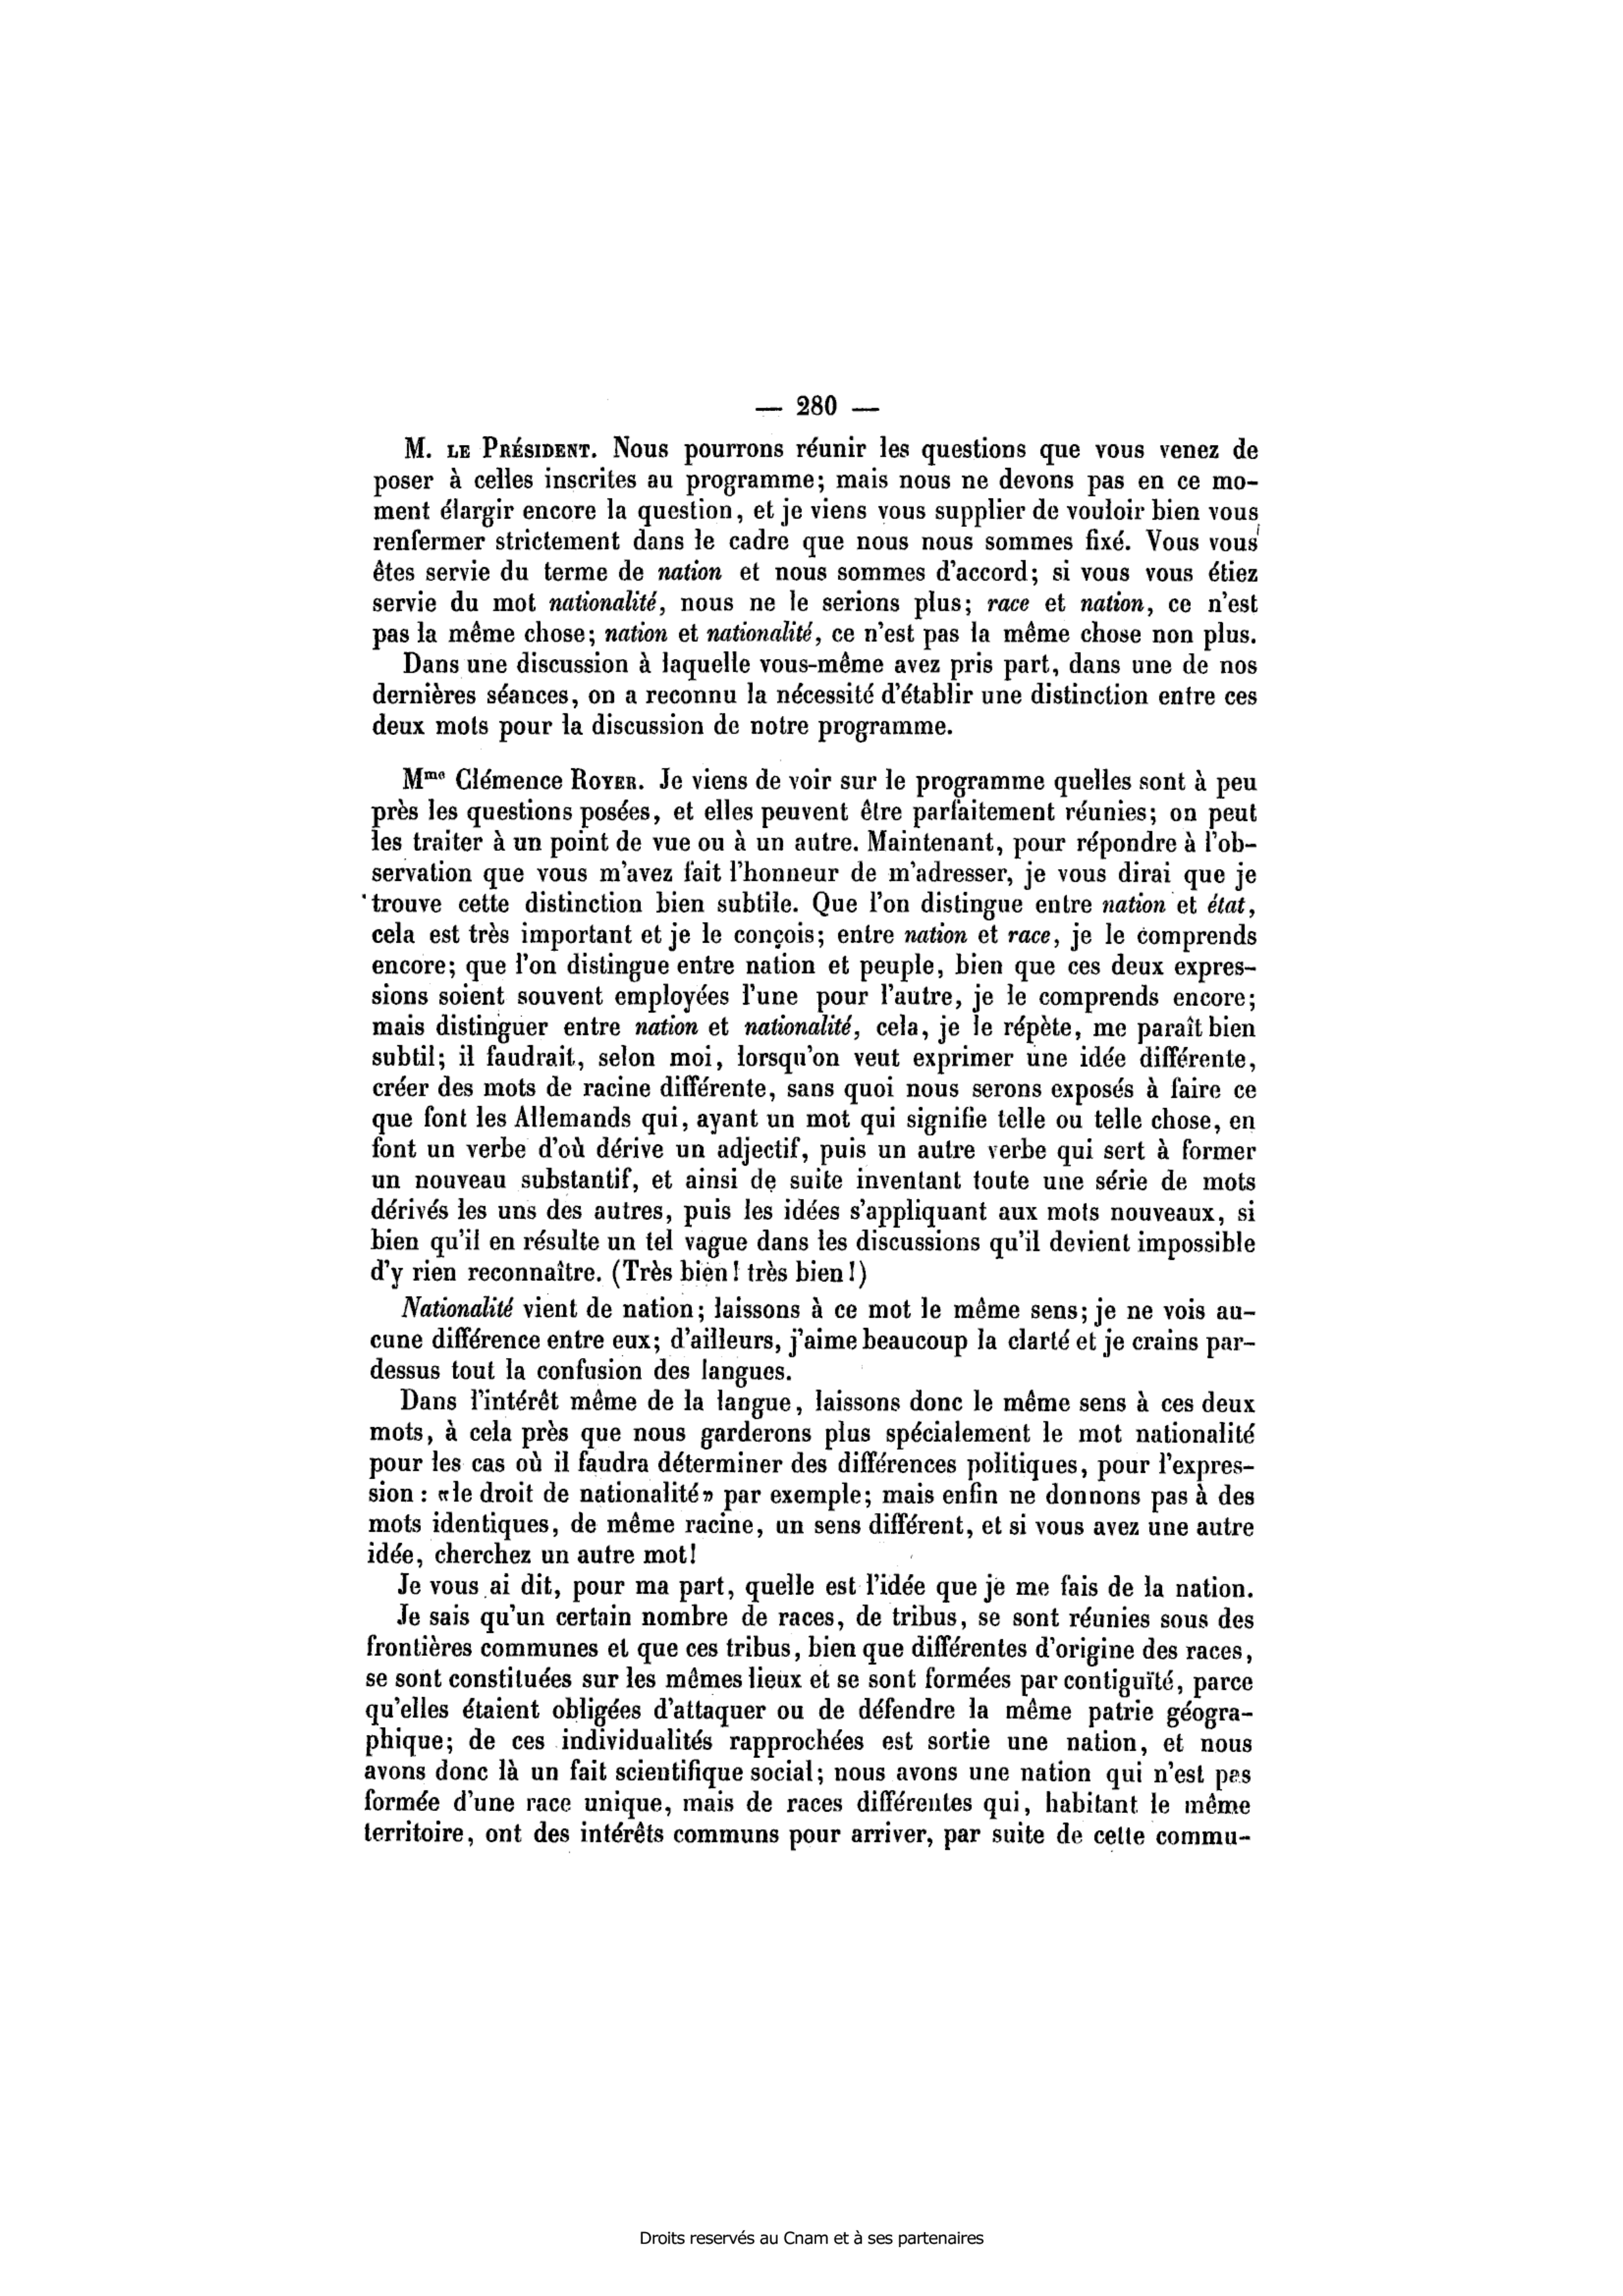 — 280 —
M. LE PRÉSIDENT. Nous pourrons réunir les questions que vous venez de
poser à celles inscrites au programme; mais nous ne devons pas en ce mo-
ment élargir encore la question, et je viens vous supplier de vouloir bien vous
renfermer strictement dans le cadre que nous nous sommes fixé. Vous vous
êtes servie du terme de nation et nous sommes d'accord; si vous vous étiez
servie du mot nationalité, nous ne le serions plus; race et nation, ce n'est
pas la même chose; nation et nationalité, ce n'est pas la même chose non plus.
Dans une discussion à laquelle vous-même avez pris part, dans une de nos
dernières séances, on a reconnu la nécessité d'établir une distinction entre ces
deux mots pour la discussion de notre programme.
Mme Clémence ROYER. Je viens de voir sur le programme quelles sont à peu
près les questions posées, et elles peuvent être parfaitement réunies; on peut
les traiter à un point de vue ou à un autre. Maintenant, pour répondre à l'ob-
servation que vous m'avez fait l'honneur de m'adresser, je vous dirai que je
trouve cette distinction bien subtile. Que l'on distingue entre nation et état,
cela est très important et je le conçois; entre nation et race, je le comprends
encore; que l'on distingue entre nation et peuple, bien que ces deux expres-
sions soient souvent employées l'une pour l'autre, je le comprends encore;
mais distinguer entre nation et nationalité, cela, je le répète, me paraît bien
subtil; il faudrait, selon moi, lorsqu'on veut exprimer une idée différente,
créer des mots de racine différente, sans quoi nous serons exposés à faire ce
que font les Allemands qui, ayant un mot qui signifie telle ou telle chose, en
font un verbe d'où dérive un adjectif, puis un autre verbe qui sert à former
un nouveau substantif, et ainsi de suite inventant toute une série de mots
dérivés les uns des autres, puis les idées s'appliquant aux mots nouveaux, si
bien qu'il en résulte un tel vague dans les discussions qu'il devient impossible
d'y rien reconnaître. (Très bien! très bien!)
Nationalité vient de nation; laissons à ce mot le même sens; je ne vois au-
cune différence entre eux; d'ailleurs, j'aime beaucoup la clarté et je crains par-
dessus tout la confusion des langues.
Dans l'intérêt même de la langue, laissons donc le même sens à ces deux
mots, à cela près que nous garderons plus spécialement le mot nationalité
pour les cas où il faudra déterminer des différences politiques, pour l'expres-
sion : «le droit de nationalité» par exemple; mais enfin ne donnons pas à des
mots identiques, de même racine, un sens différent, et si vous avez une autre
idée, cherchez un autre mot!
Je vous ai dit, pour ma part, quelle est l'idée que je me fais de la nation.
Je sais qu'un certain nombre de races, de tribus, se sont réunies sous des
frontières communes et que ces tribus, bien que différentes d'origine des races,
se sont constituées sur les mêmes lieux et se sont formées par contiguïté, parce
qu'elles étaient obligées d'attaquer ou de défendre la même patrie géogra-
phique; de ces individualités rapprochées est sortie une nation, et nous
avons donc là un fait scientifique social; nous avons une nation qui n'est pas
formée d'une race unique, mais de races différentes qui, habitant le même
territoire, ont des intérêts communs pour arriver, par suite de cette commu-
Droits reservés au Cnam et à ses partenaires